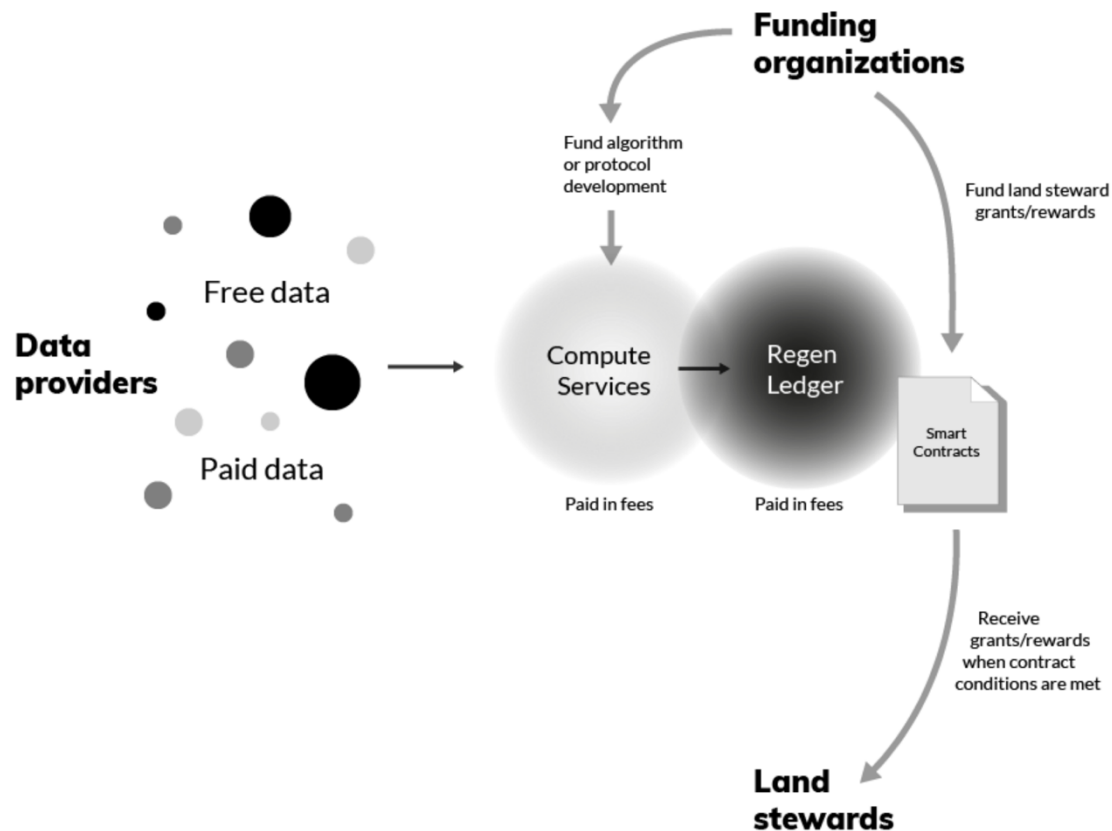 Funding
organizations
Fund algorithm
or protocol
development
Fund land steward
grants/rewards
Free data
Data
providers
Paid data
Compute
Services
Regen
Ledger
Smart
Contracts
Paid in fees
Paid in fees
Receive
grants/rewards
when contract
conditions are met
Land
stewards